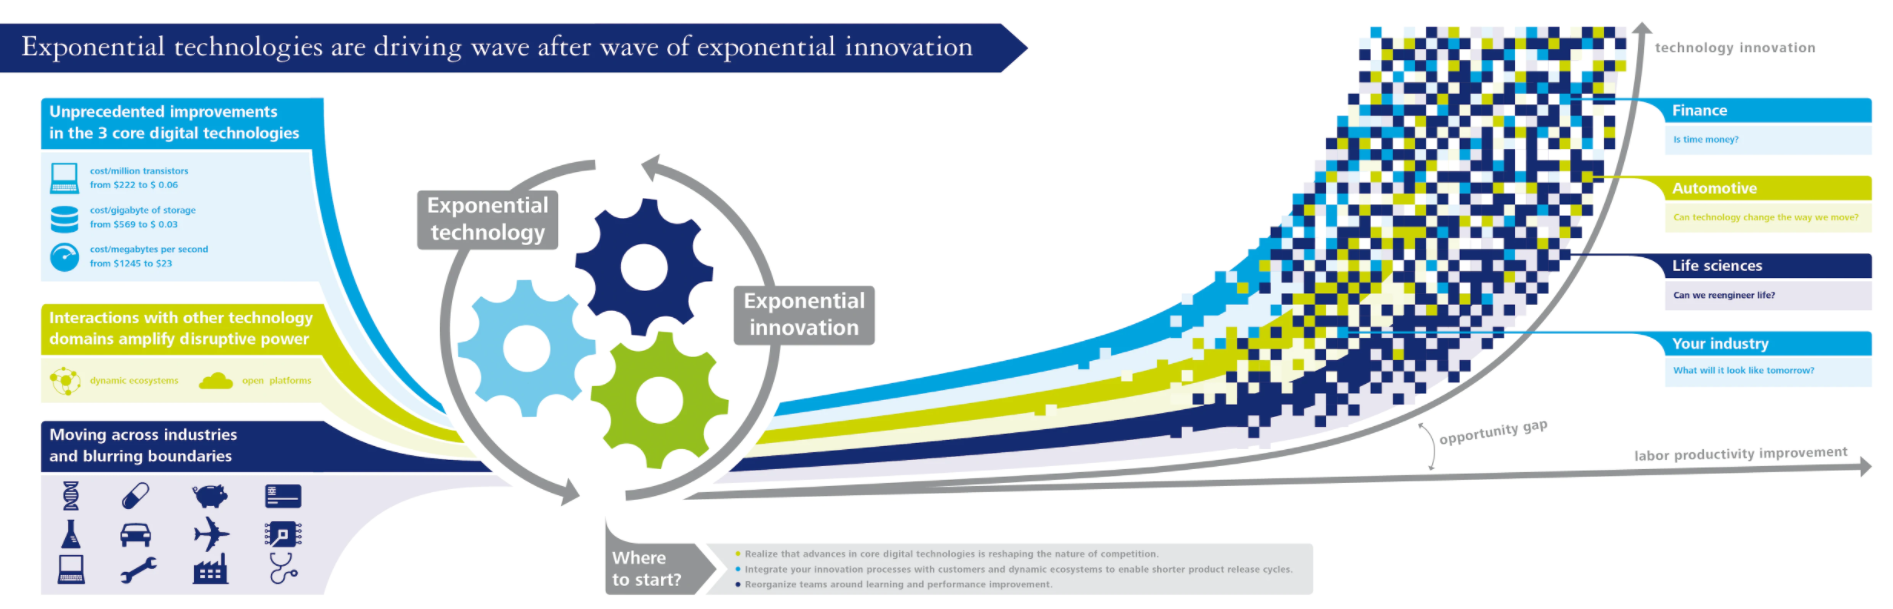 Exponential technologies are driving wave after wave of exponential innovation
Unprecedented improvements
in the 3 core digital technologies
cost/million transistors
from $222 to $ 0.06
cost/gigabyte of storage
from $569 to $ 0.03
cost/megabytes per second
from $1245 to $23
Interactions with other technology
domains amplify disruptive power
dynamic ecosystems
open platforms
Moving across industries
and blurring boundaries
Exponential
technology
Exponential
innovation
technology innovation
Finance
Is time money?
Automotive
Can technology change the way we move?
Life sciences
Can we reengineer life?
Your industry
What will it look like tomorrow?
opportunity gap
labor productivity improvement
Where
to start?
Realize that advances in core digital technologies is reshaping the nature of competition.
Integrate your innovation processes with customers and dynamic ecosystems to enable shorter product release cycles.
Reorganize teams around learning and performance improvement.